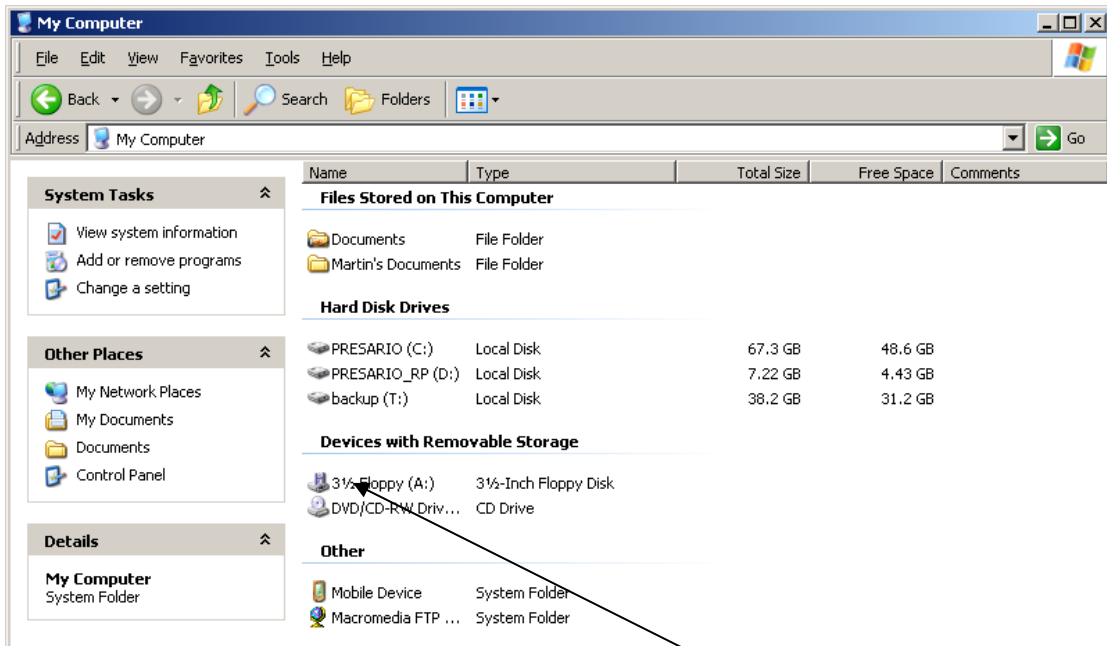 My Computer
File Edit View Favorites Tools Help
Back Search Folders
Address My Computer Go
System Tasks
View system information
Add or remove programs
Change a setting
Other Places
My Network Places
My Documents
Documents
Control Panel
Details
My Computer
System Folder
Name Type Total Size Free Space Comments
Files Stored on This Computer
Documents File Folder
Martin's Documents File Folder
Hard Disk Drives
PRESARIO (C:) Local Disk 67.3 GB 48.6 GB
PRESARIO_RP (D:) Local Disk 7.22 GB 4.43 GB
backup (T:) Local Disk 38.2 GB 31.2 GB
Devices with Removable Storage
3½ Floppy (A:) 3½-Inch Floppy Disk
DVD/CD-RW Driv... CD Drive
Other
Mobile Device System Folder
Macromedia FTP ... System Folder